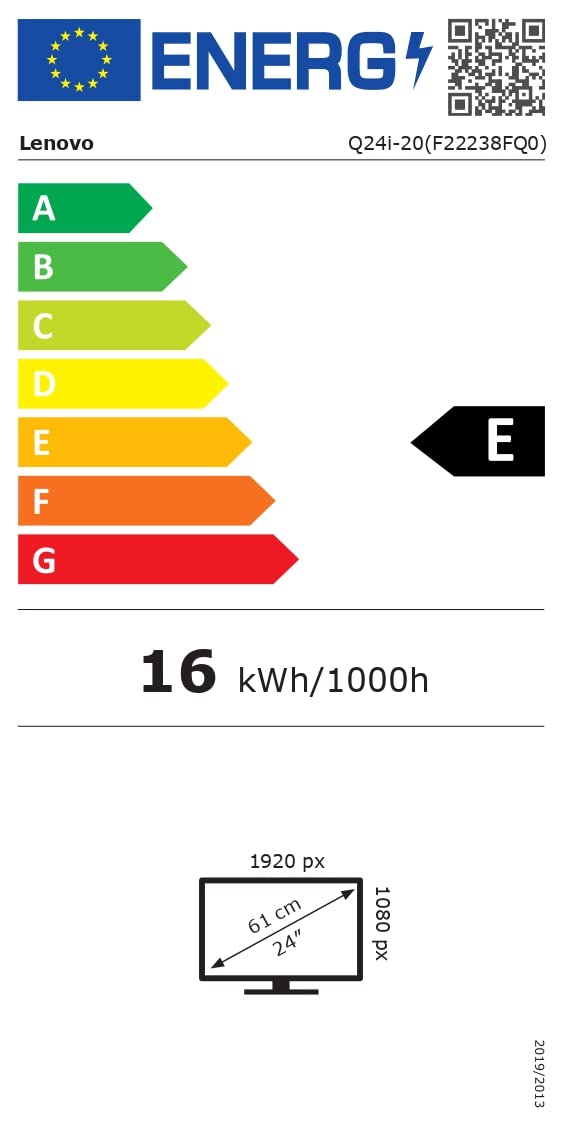 ENERG
Lenovo
Q24i-20(F22238FQ0)
A
B
C
D
E
E
F
G
16 kWh/1000h
1920 px
1080 px
61 cm
24"
2019/2013